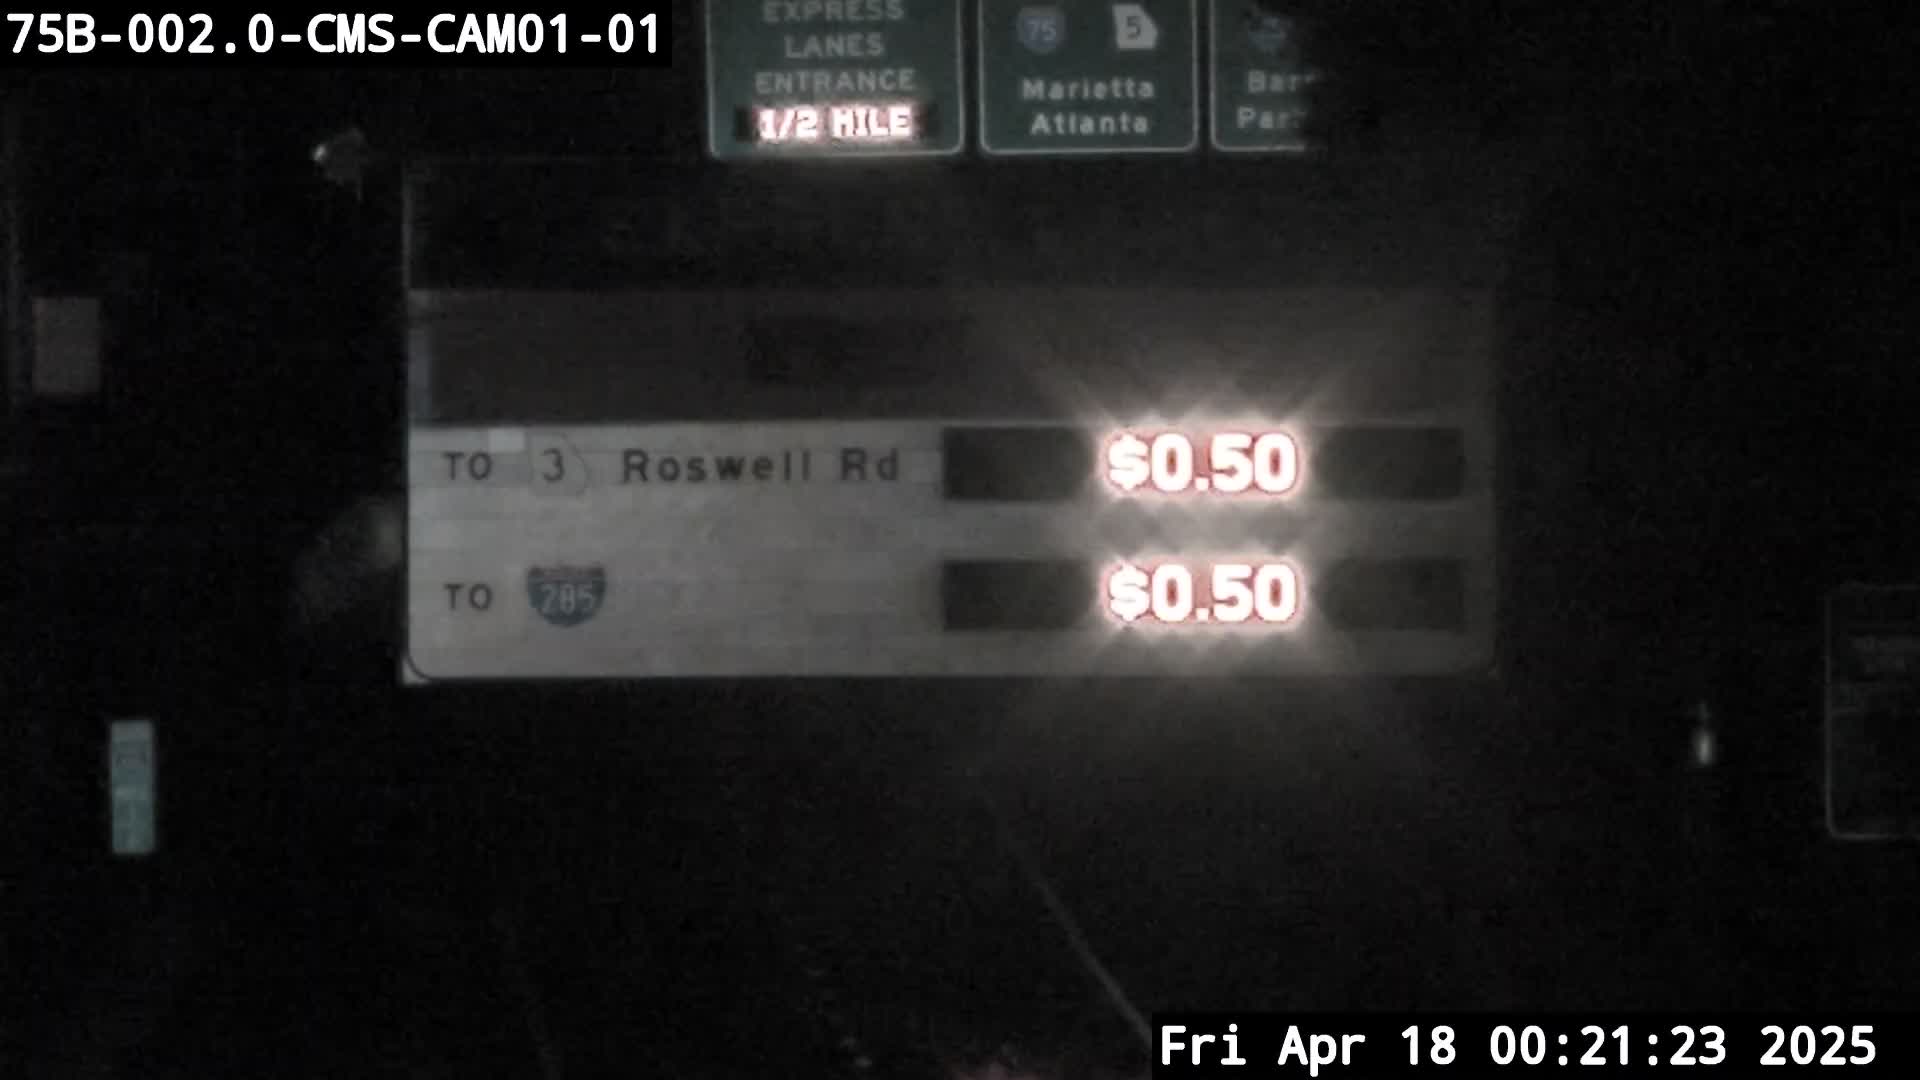 75B-002.0-CMS-CAM01-01
EXPRESS
LANES
ENTRANCE
1/2 MILE
75 5
Marietta
Atlanta
TO 3 Roswell Rd $0.50
TO 285 $0.50
Fri Apr 18 00:21:23 2025